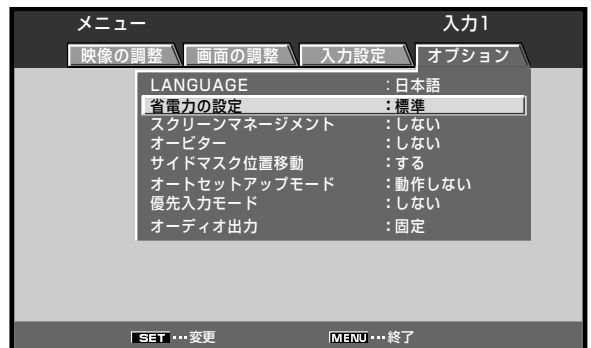 メニュー 入力1
映像の調整 画面の調整 入力設定 オプション
LANGUAGE :日本語
省電力の設定 :標準
スクリーンマネージメント :しない
オービター :しない
サイドマスク位置移動 :する
オートセットアップモード :動作しない
優先入力モード :しない
オーディオ出力 :固定
SET…変更 MENU…終了